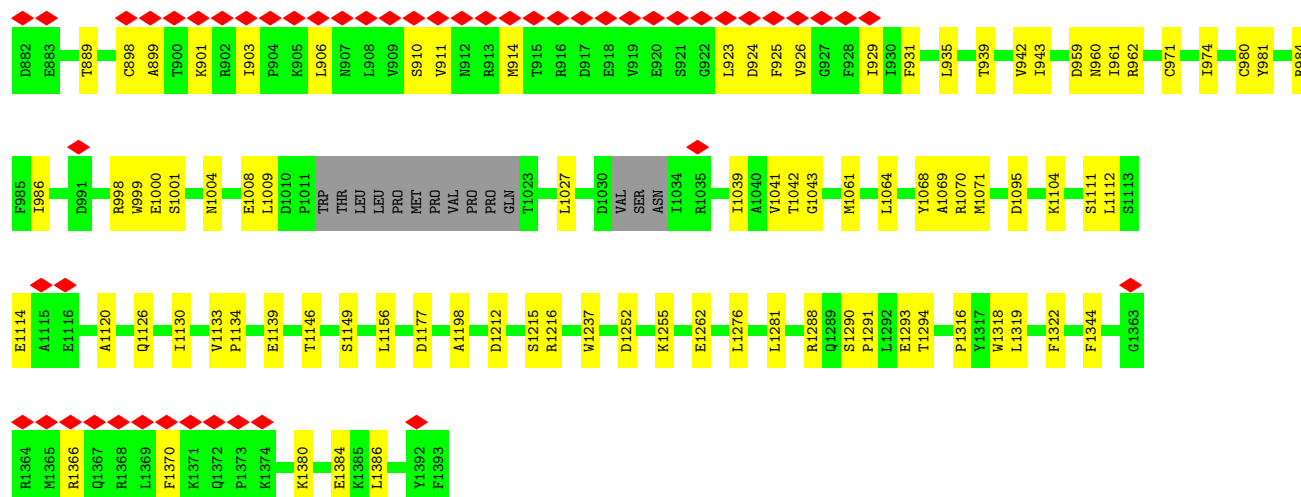 D882 E883 T889 C898 A899 T900 K901 R902 I903 P904 K905 L906 N907 L908 V909 S910 V911 N912 R913 M914 T915 R916 D917 E918 V919 E920 S921 G922 L923 D924 F925 V926 G927 F928 I929 I930 F931 L935 T939 V942 I943 D959 N960 I961 R962 C971 I974 C980 Y981 R984
F985 I986 D991 R998 W999 E1000 S1001 N1004 E1008 L1009 D1010 P1011 TRP THR LEU LEU PRO MET PRO VAL PRO PRO GLN T1023 L1027 D1030 VAL SER ASN I1034 R1035 I1039 A1040 V1041 T1042 G1043 M1061 L1064 Y1068 A1069 R1070 M1071 D1095 K1104 S1111 L1112 S1113
E1114 A1115 E1116 A1120 Q1126 I1130 V1133 P1134 E1139 T1146 S1149 L1156 D1177 A1198 D1212 S1215 R1216 W1237 D1252 K1255 E1262 L1276 L1281 R1288 Q1289 S1290 P1291 L1292 E1293 T1294 P1316 Y1317 W1318 L1319 F1322 F1344 G1363
R1364 M1365 R1366 Q1367 R1368 L1369 F1370 K1371 Q1372 P1373 K1374 K1380 E1384 K1385 L1386 Y1392 F1393